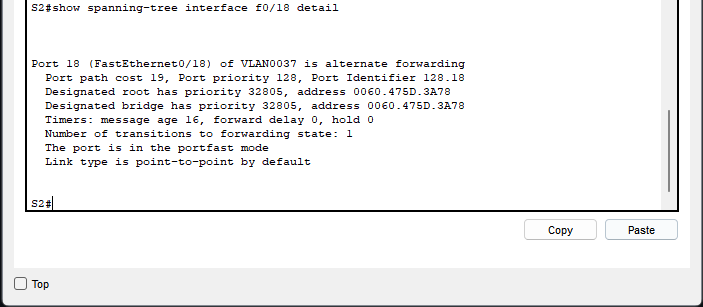 S2#show spanning-tree interface f0/18 detail
Port 18 (FastEthernet0/18) of VLAN0037 is alternate forwarding
Port path cost 19, Port priority 128, Port Identifier 128.18
Designated root has priority 32805, address 0060.475D.3A78
Designated bridge has priority 32805, address 0060.475D.3A78
Timers: message age 16, forward delay 0, hold 0
Number of transitions to forwarding state: 1
The port is in the portfast mode
Link type is point-to-point by default
S2#
Copy Paste
Top